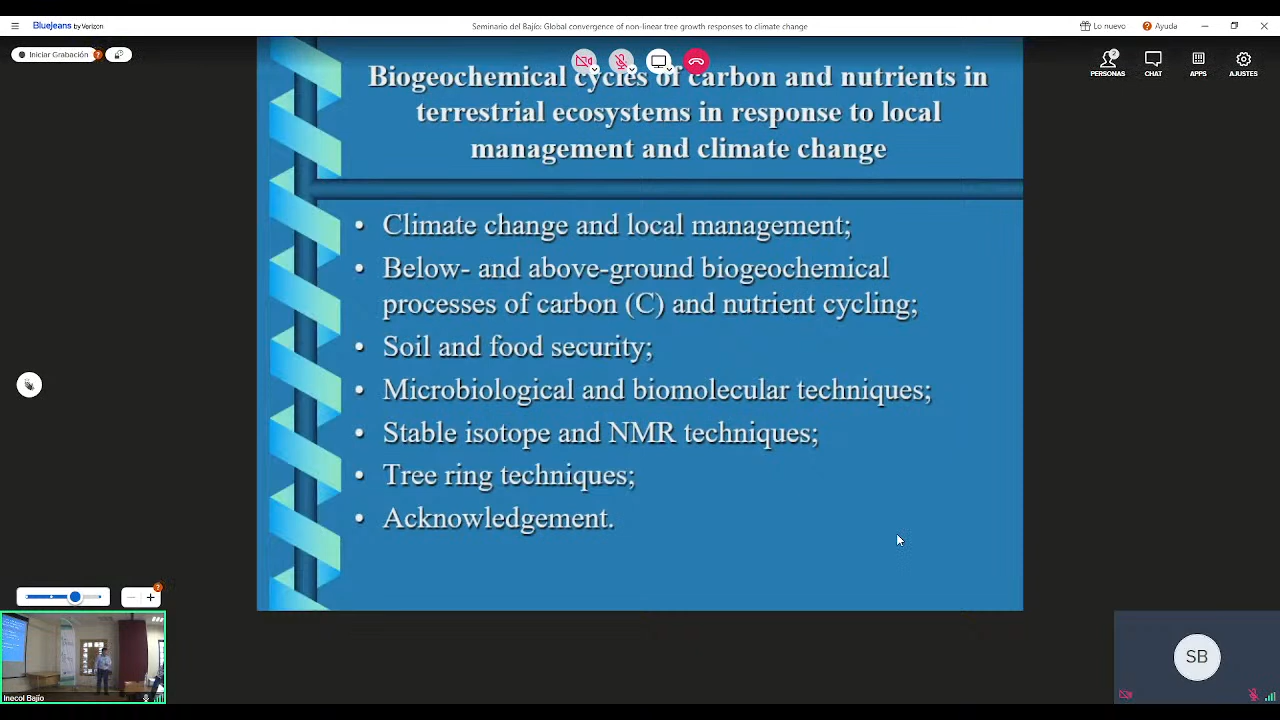 BlueJeans by Verizon
Seminario del Bajío: Global convergence of non-linear tree growth responses to climate change
Lo nuevo
Ayuda
Iniciar Grabación
2
PERSONAS
CHAT
APPS
AJUSTES
Biogeochemical cycles of carbon and nutrients in
terrestrial ecosystems in response to local
management and climate change
• Climate change and local management;
• Below- and above-ground biogeochemical
processes of carbon (C) and nutrient cycling;
• Soil and food security;
• Microbiological and biomolecular techniques;
• Stable isotope and NMR techniques;
• Tree ring techniques;
• Acknowledgement.
Inecol Bajío
SB